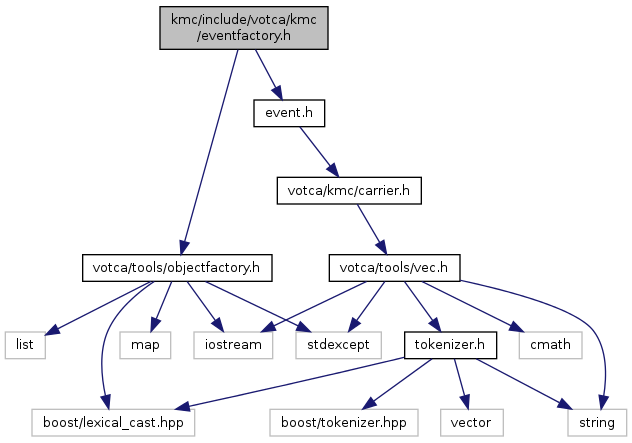 kmc/include/votca/kmc
/eventfactory.h
event.h
votca/kmc/carrier.h
votca/tools/objectfactory.h
votca/tools/vec.h
list
map
iostream
stdexcept
tokenizer.h
cmath
boost/lexical_cast.hpp
boost/tokenizer.hpp
vector
string